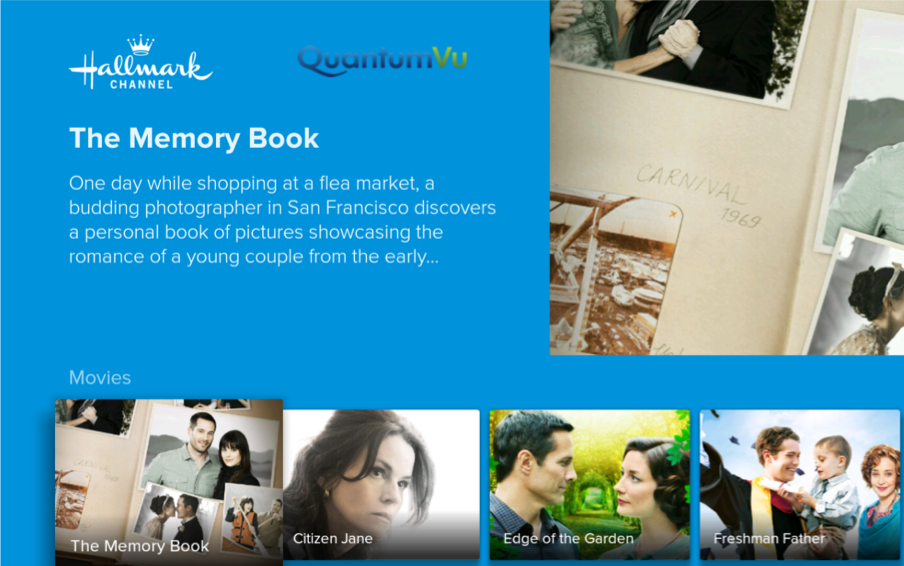 Hallmark
CHANNEL
QuantumVu
The Memory Book
One day while shopping at a flea market, a
budding photographer in San Francisco discovers
a personal book of pictures showcasing the
romance of a young couple from the early...
CARNIVAL
1969
Movies
CARNIVAL
The Memory Book
Citizen Jane
Edge of the Garden
Freshman Father